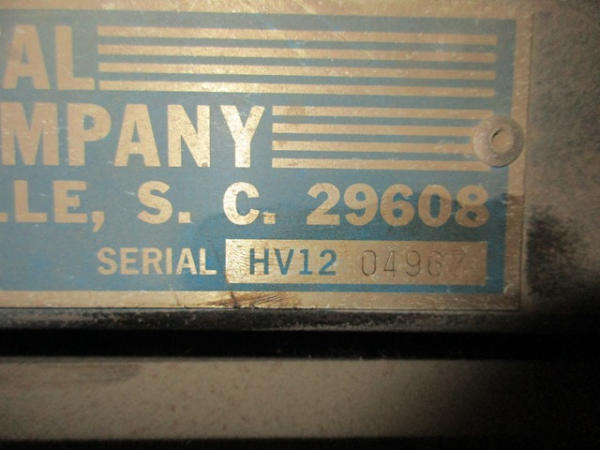 AL
MPANY
LLE, S. C. 29608
SERIAL HV12 04967